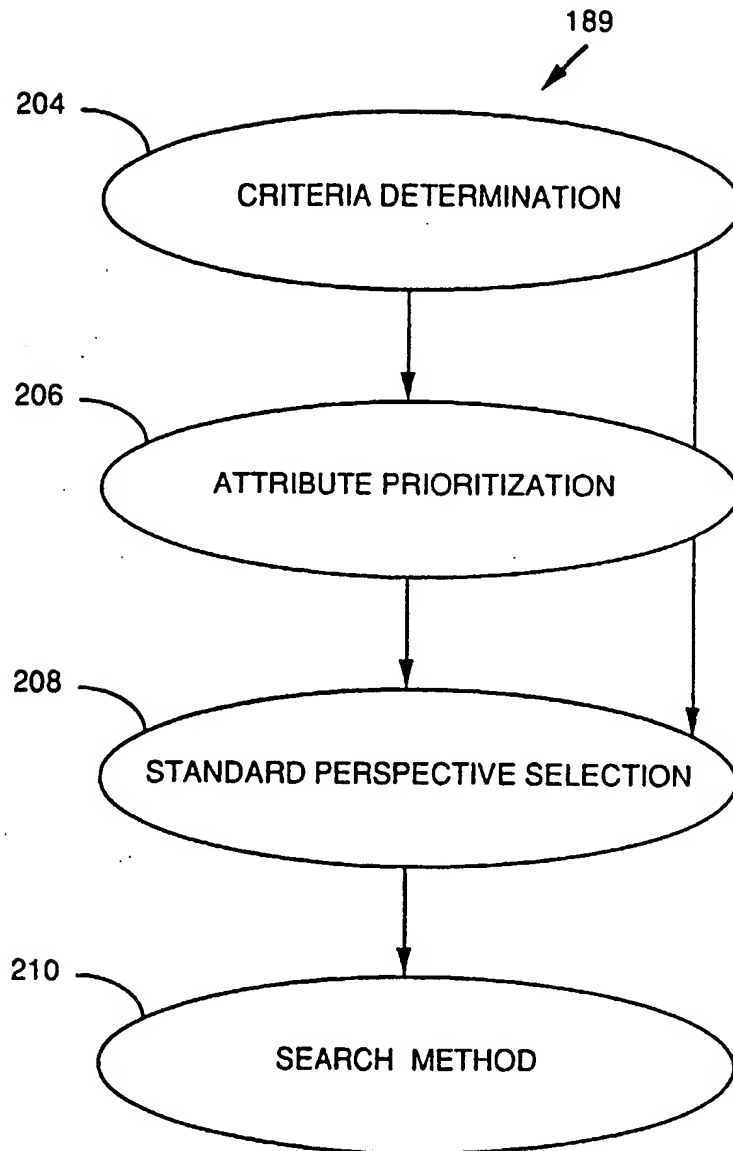 189
204
CRITERIA DETERMINATION
206
ATTRIBUTE PRIORITIZATION
208
STANDARD PERSPECTIVE SELECTION
210
SEARCH METHOD